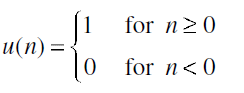 u(n) = { 1 for n ≥ 0
0 for n < 0